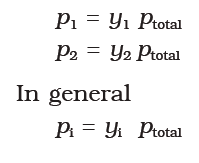 p₁ = y₁ pₜₒₜₐₗ
p₂ = y₂ pₜₒₜₐₗ
In general
pᵢ = yᵢ pₜₒₜₐₗ